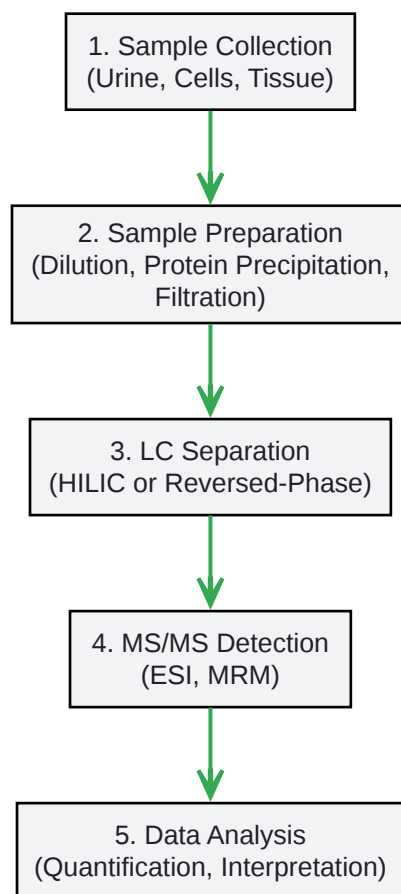 1. Sample Collection
(Urine, Cells, Tissue)
2. Sample Preparation
(Dilution, Protein Precipitation,
Filtration)
3. LC Separation
(HILIC or Reversed-Phase)
4. MS/MS Detection
(ESI, MRM)
5. Data Analysis
(Quantification, Interpretation)